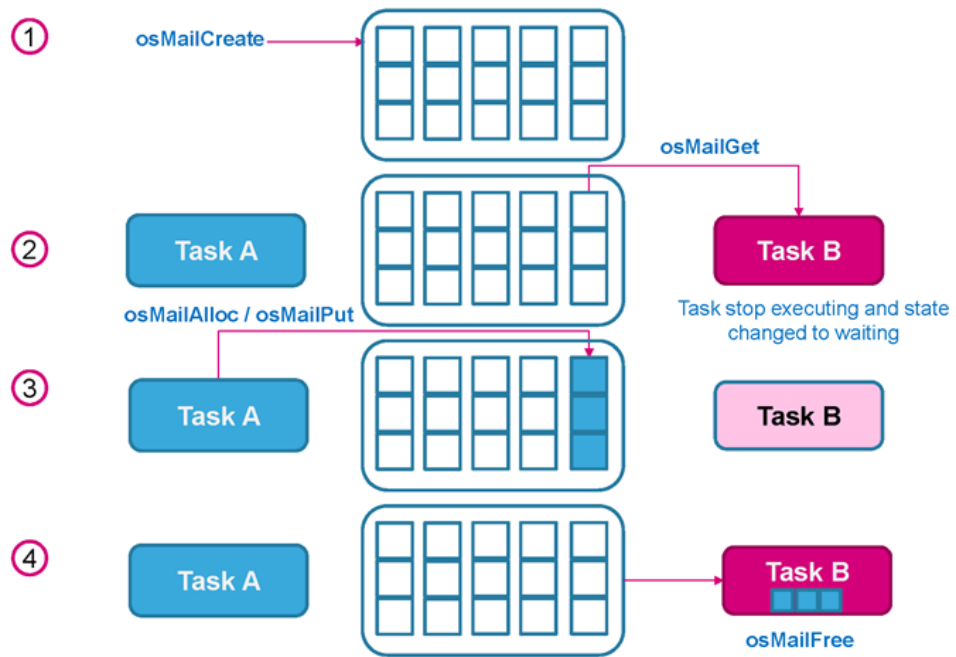 1
osMailCreate
osMailGet
2
Task A
Task B
Task stop executing and state
changed to waiting
osMailAlloc / osMailPut
3
Task A
Task B
4
Task A
Task B
osMailFree